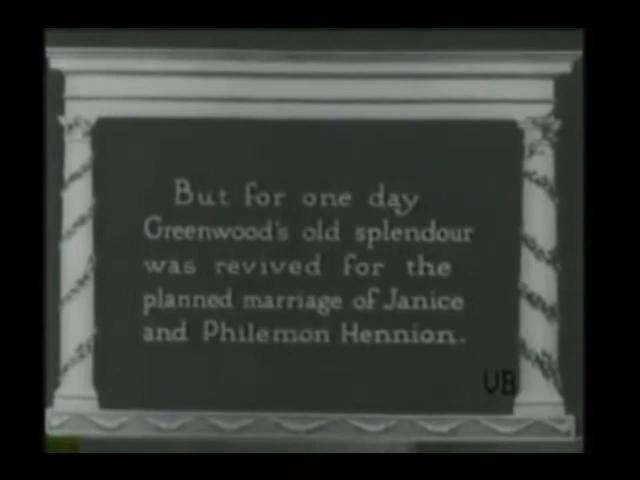 But for one day
Greenwood's old splendour
was revived for the
planned marriage of Janice
and Philemon Hennion.
VB